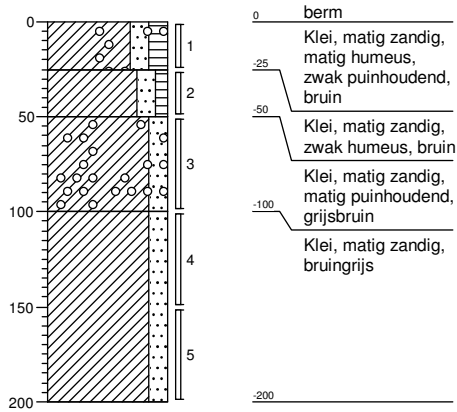 0
50
100
150
200
1
2
3
4
5
0
berm
Klei, matig zandig,
matig humeus,
zwak puinhoudend,
bruin
-25
Klei, matig zandig,
zwak humeus, bruin
-50
Klei, matig zandig,
matig puinhoudend,
grijsbruin
-100
Klei, matig zandig,
bruingrijs
-200